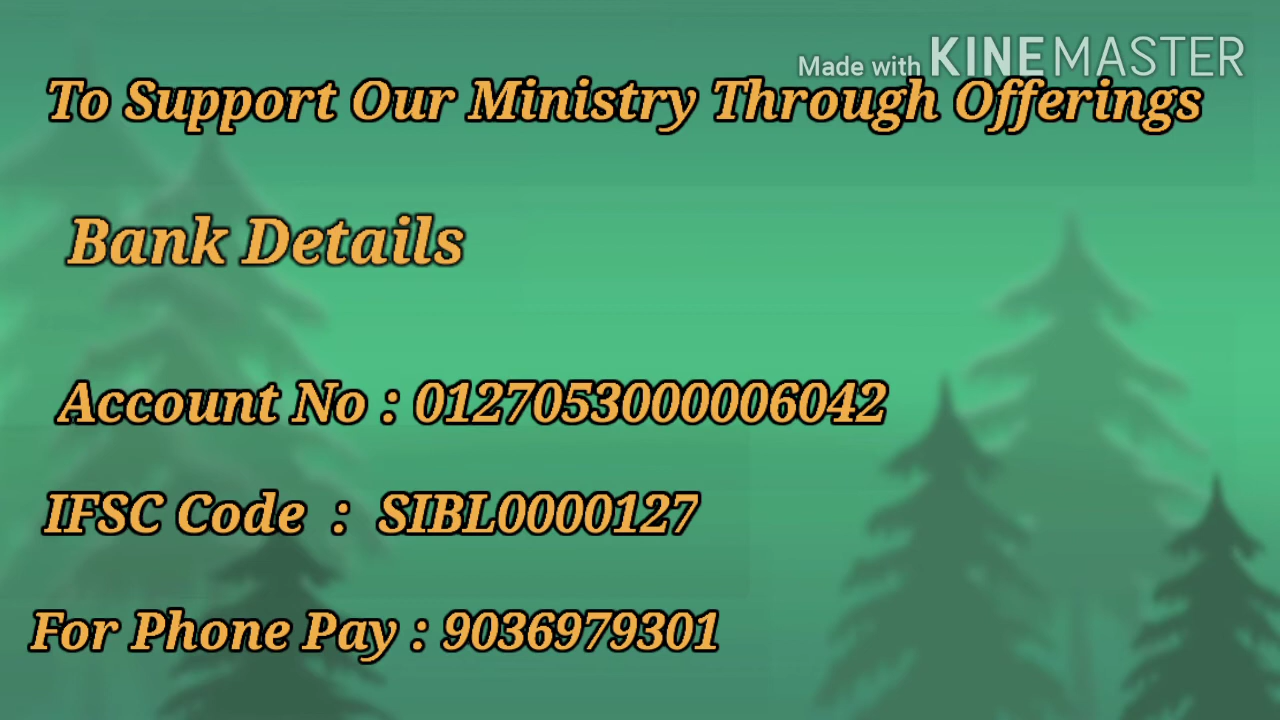 Made with KINEMASTER
To Support Our Ministry Through Offerings
Bank Details
Account No : 0127053000006042
IFSC Code : SIBL0000127
For Phone Pay : 9036979301